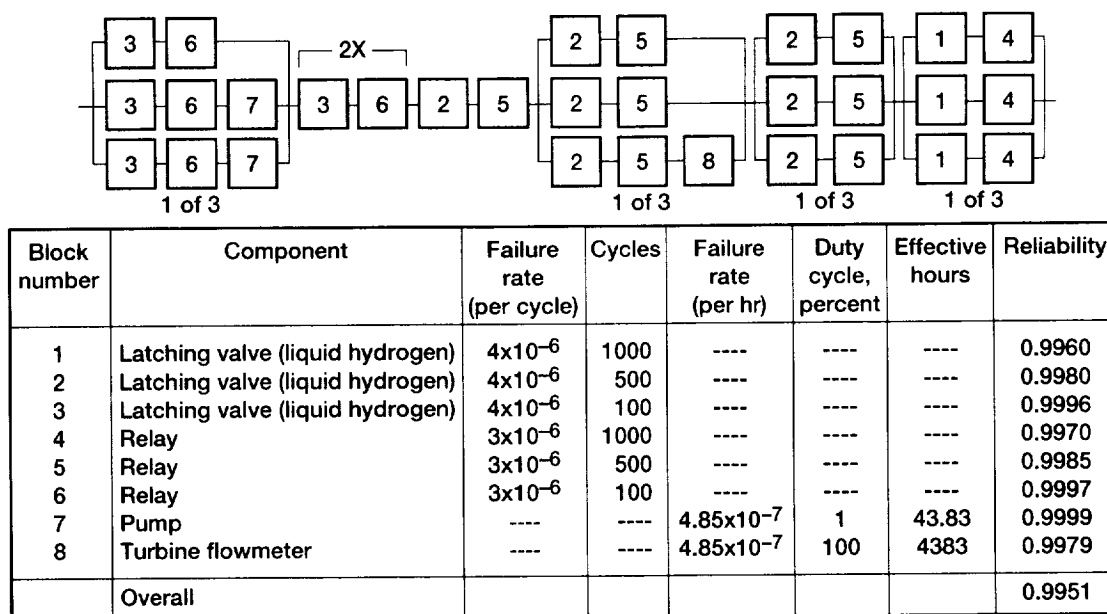 3 6 2 5 2 5 1 4
2X
3 6 7 3 6 2 5 2 5 2 5 1 4
3 6 7 2 5 8 2 5 1 4
1 of 3 1 of 3 1 of 3 1 of 3
Block number Component Failure rate (per cycle) Cycles Failure rate (per hr) Duty cycle, percent Effective hours Reliability
1 Latching valve (liquid hydrogen) 4x10⁻⁶ 1000 ---- ---- ---- 0.9960
2 Latching valve (liquid hydrogen) 4x10⁻⁶ 500 ---- ---- ---- 0.9980
3 Latching valve (liquid hydrogen) 4x10⁻⁶ 100 ---- ---- ---- 0.9996
4 Relay 3x10⁻⁶ 1000 ---- ---- ---- 0.9970
5 Relay 3x10⁻⁶ 500 ---- ---- ---- 0.9985
6 Relay 3x10⁻⁶ 100 ---- ---- ---- 0.9997
7 Pump ---- ---- 4.85x10⁻⁷ 1 43.83 0.9999
8 Turbine flowmeter ---- ---- 4.85x10⁻⁷ 100 4383 0.9979
Overall 0.9951